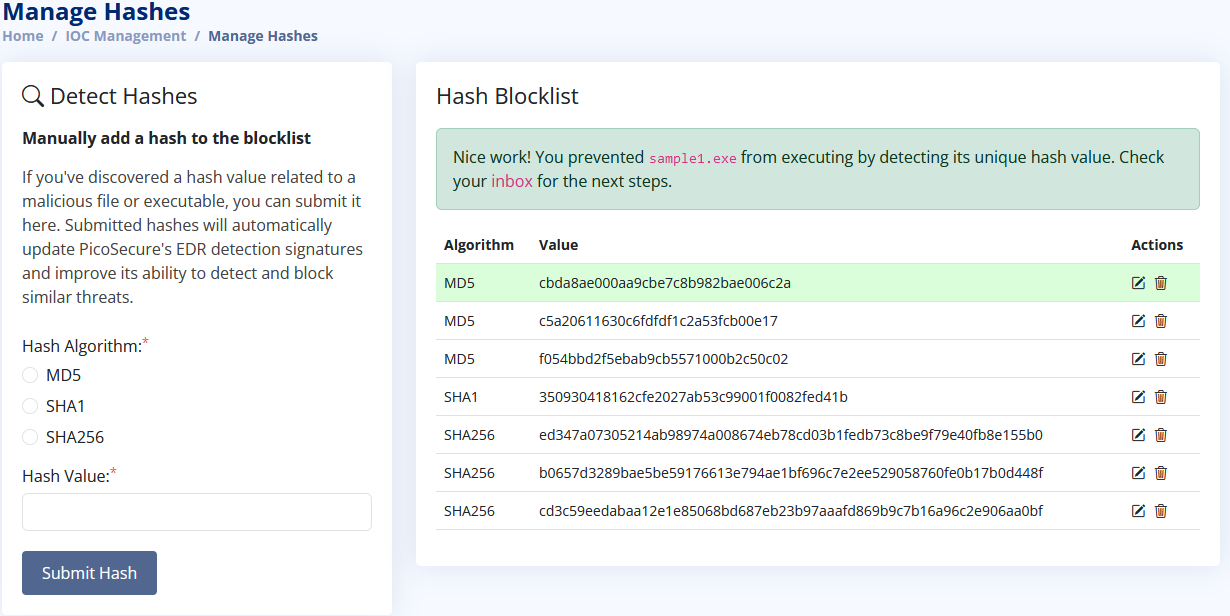 Manage Hashes
Home / IOC Management / Manage Hashes
Detect Hashes
Manually add a hash to the blocklist
If you've discovered a hash value related to a
malicious file or executable, you can submit it
here. Submitted hashes will automatically
update PicoSecure's EDR detection signatures
and improve its ability to detect and block
similar threats.
Hash Algorithm:*
MD5
SHA1
SHA256
Hash Value:*
Submit Hash
Hash Blocklist
Nice work! You prevented sample1.exe from executing by detecting its unique hash value. Check
your inbox for the next steps.
Algorithm Value Actions
MD5 cbda8ae000aa9cbe7c8b982bae006c2a
MD5 c5a20611630c6fdfdf1c2a53fcb00e17
MD5 f054bbd2f5ebab9cb5571000b2c50c02
SHA1 350930418162cfe2027ab53c99001f0082fed41b
SHA256 ed347a07305214ab98974a008674eb78cd03b1fedb73c8be9f79e40fb8e155b0
SHA256 b0657d3289bae5be59176613e794ae1bf696c7e2ee529058760fe0b17b0d448f
SHA256 cd3c59eedabaa12e1e85068bd687eb23b97aaafd869b9c7b16a96c2e906aa0bf